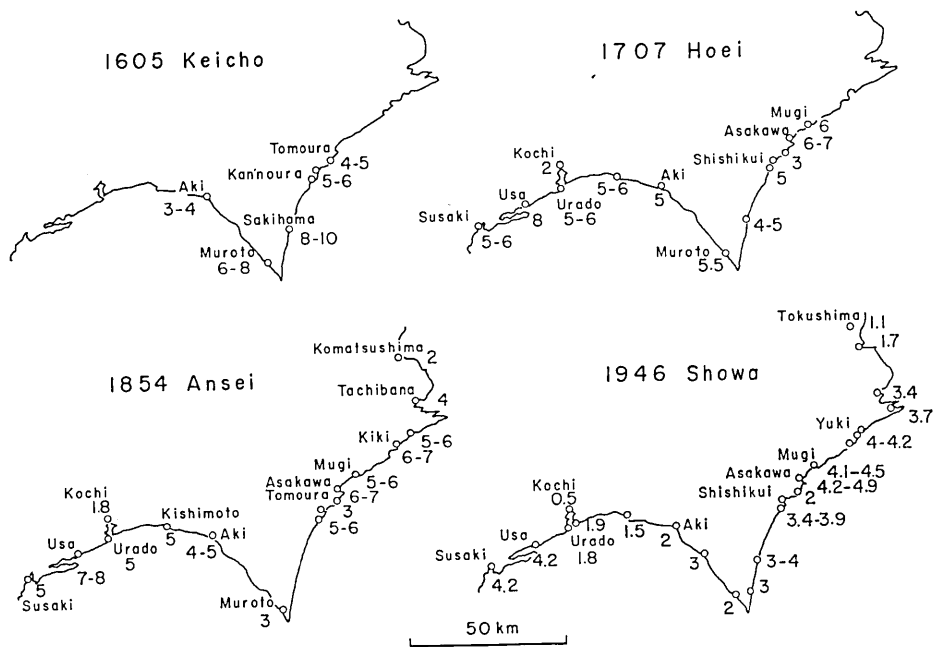 1605 Keicho
Tomoura
4-5
Kan'noura
5-6
Aki
3-4
Sakihama
8-10
Muroto
6-8
1707 Hoei
Mugi
6
Asakawa
6-7
Shishikui
3
5
Kochi
2
5-6
Aki
5
Usa
8
Urado
5-6
Susaki
5-6
4-5
Muroto
5.5
1854 Ansei
Komatsushima
2
Tachibana
4
Kiki
5-6
6-7
Mugi
5-6
Asakawa
6-7
Tomoura
3
5-6
Kochi
1.8
Kishimoto
5
Aki
4-5
Usa
7-8
Urado
5
5
Susaki
Muroto
3
1946 Showa
Tokushima
1.1
1.7
3.4
3.7
Yuki
4-4.2
Mugi
4.1-4.5
Asakawa
4.2-4.9
Shishikui
2
3.4-3.9
Kochi
0.5
1.9
1.5
Aki
2
Usa
4.2
Urado
1.8
Susaki
4.2
3
3-4
3
2
50 km